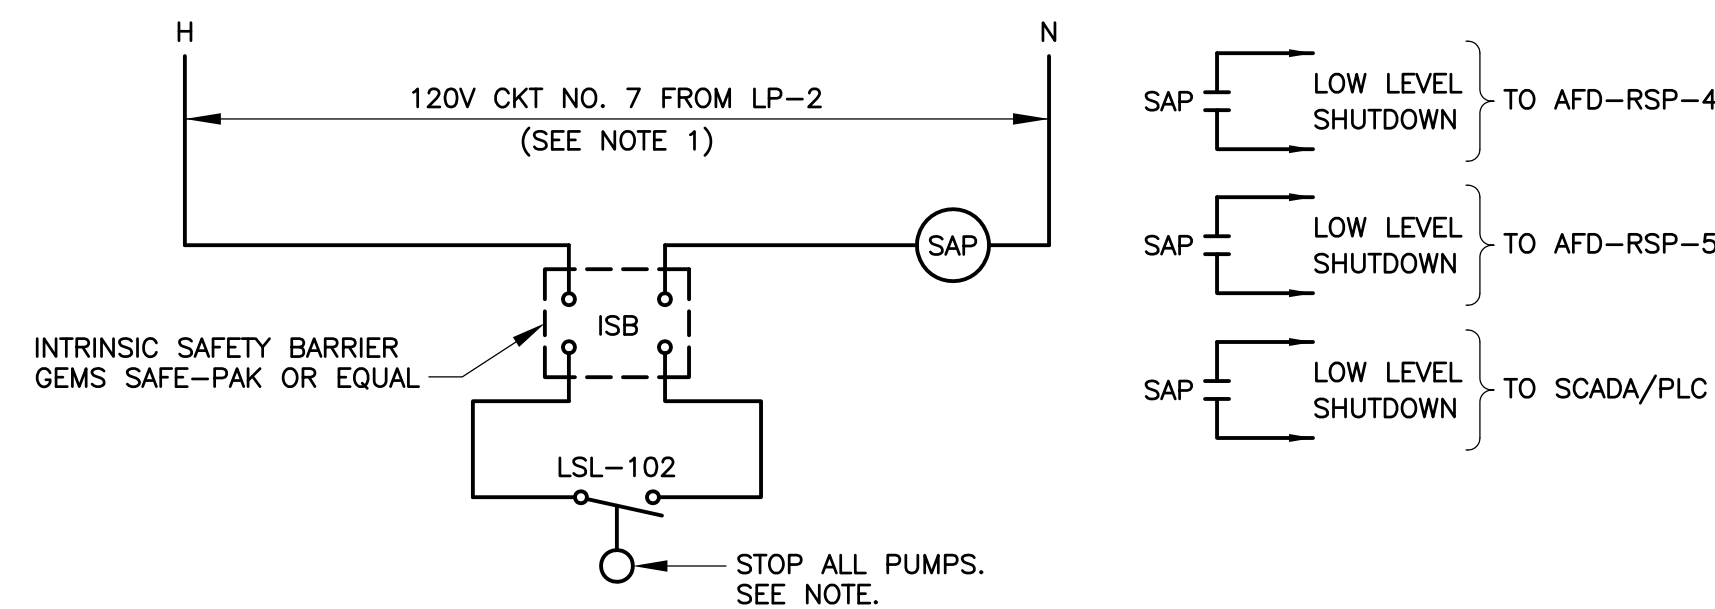 H
N
120V CKT NO. 7 FROM LP-2
(SEE NOTE 1)
SAP
ISB
INTRINSIC SAFETY BARRIER
GEMS SAFE-PAK OR EQUAL
LSL-102
STOP ALL PUMPS.
SEE NOTE.
SAP
LOW LEVEL
SHUTDOWN
TO AFD-RSP-4
SAP
LOW LEVEL
SHUTDOWN
TO AFD-RSP-5
SAP
LOW LEVEL
SHUTDOWN
TO SCADA/PLC